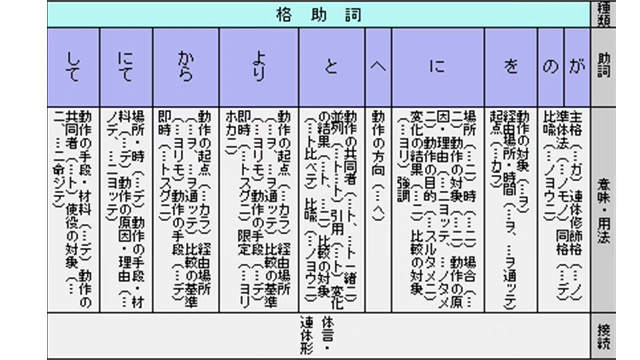 種類
格助詞
助詞
が
の
を
に
へ
と
より
から
にて
して
意味・用法
主格（…ガ）連体修飾格（…ノ）
準体法（…ノモノ）同格（…デ）
比喩（…ノヨウニ）
動作の対象（…ヲ）
経由場所・時間（…ヲ、…ヲ通ッテ）
起点（…カラ）
場所（…ニ）時（…ニ）場合（…
ニ）動作の対象（…ニ）動作の原
因・理由（…ニヨッテ、…ノタメ
ニ）動作の目的（…スルタメニ）
変化の結果（…ニ）比較の対象
（…ヨリ）強調
動作の方向（…ヘ）
動作の共同者（…ト、…ト一緒ニ）
並列（…ト…ト）引用（…ト）変化
の結果（…ト、…ニ）比較の対象
（…ト比ベテ）比喩（…ノヨウニ）
動作の起点（…カラ）経由場所
（…ヲ、…ヲ通ッテ）比較の基準
（…ヨリモ）動作の手段（…デ）
即時（…トスグニ）限定（…ヨリ
ホカニ）
動作の起点（…カラ）経由場所
（…ヲ、…ヲ通ッテ）比較の基準
（…ヨリモ）動作の手段（…デ）
即時（…トスグニ）
場所・時（…デ）動作の手段・材
料（…デ）動作の原因・理由（…
ノデ、…ニヨッテ）
動作の手段・材料（…デ）動作の
共同者（…ト）使役の対象（…
ニ、…ニ命ジテ）
接続
体言・
連体形